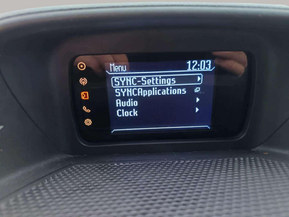 Menu 12:03
SYNC-Settings
SYNCApplications
Audio
Clock